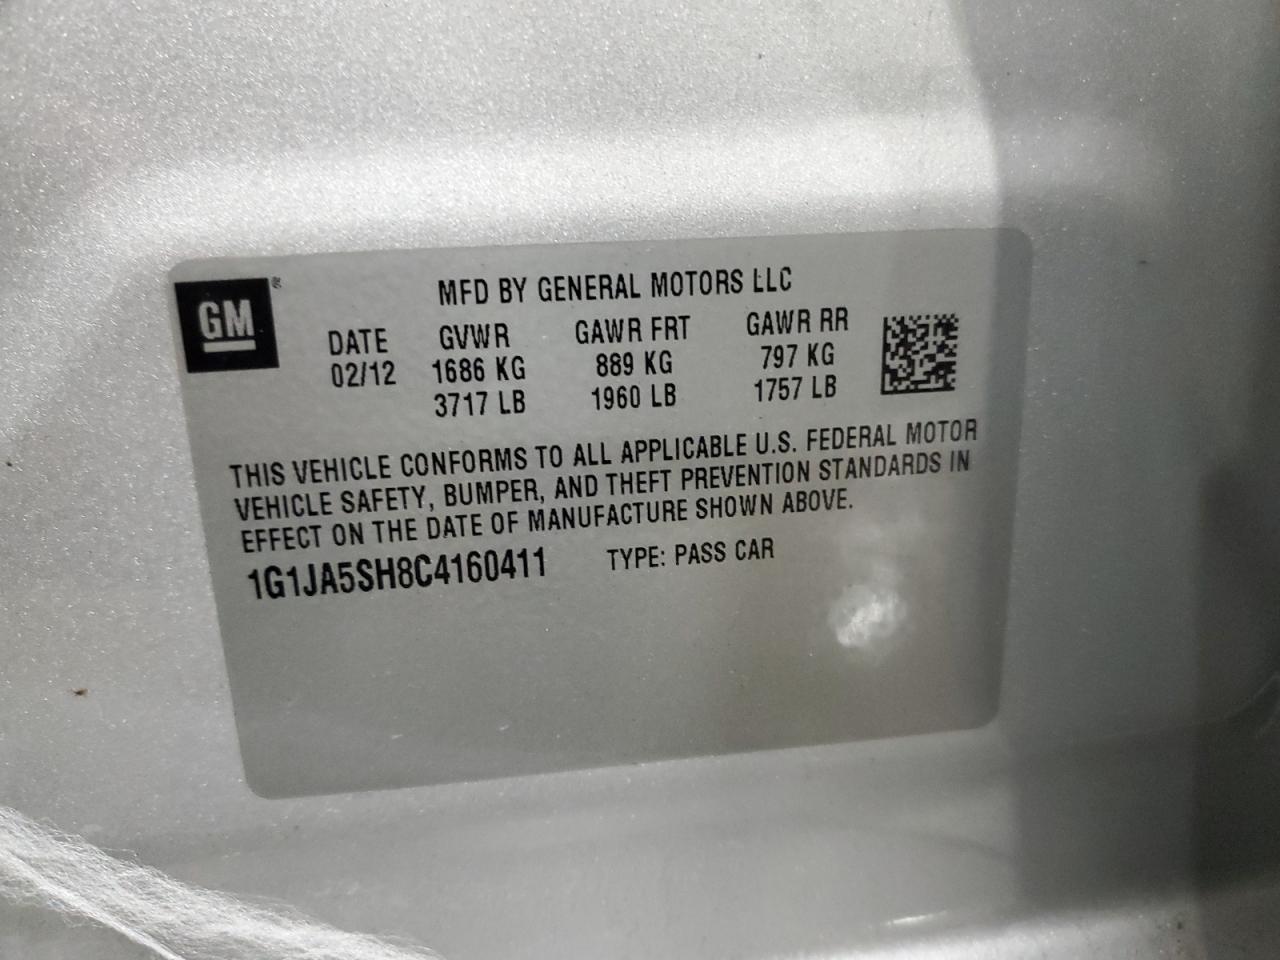 GM
MFD BY GENERAL MOTORS LLC
DATE GVWR GAWR FRT GAWR RR
02/12 1686 KG 889 KG 797 KG
3717 LB 1960 LB 1757 LB
THIS VEHICLE CONFORMS TO ALL APPLICABLE U.S. FEDERAL MOTOR
VEHICLE SAFETY, BUMPER, AND THEFT PREVENTION STANDARDS IN
EFFECT ON THE DATE OF MANUFACTURE SHOWN ABOVE.
1G1JA5SH8C4160411 TYPE: PASS CAR